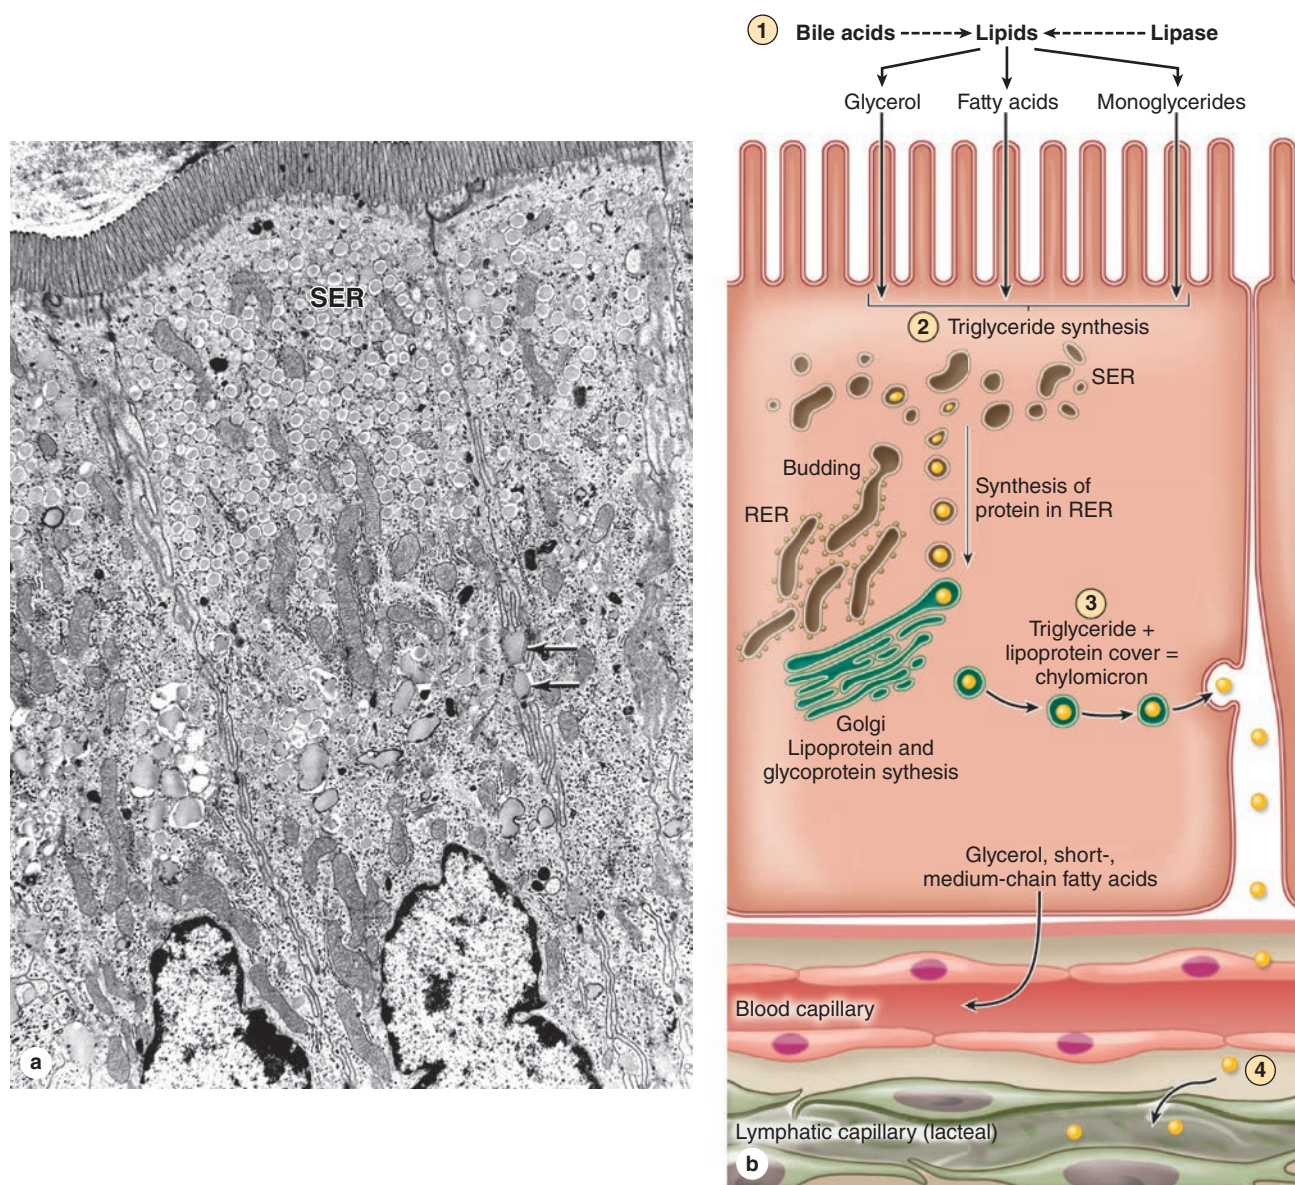 1 Bile acids Lipids Lipase
Glycerol Fatty acids Monoglycerides
SER
2 Triglyceride synthesis
SER
Budding
Synthesis of
protein in RER
RER
3
Triglyceride +
lipoprotein cover =
chylomicron
Golgi
Lipoprotein and
glycoprotein sythesis
Glycerol, short-,
medium-chain fatty acids
Blood capillary
4
Lymphatic capillary (lacteal)
a
b